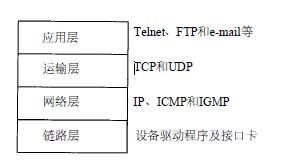 应用层 Telnet、FTP和e-mail等
运输层 TCP和UDP
网络层 IP、ICMP和IGMP
链路层 设备驱动程序及接口卡